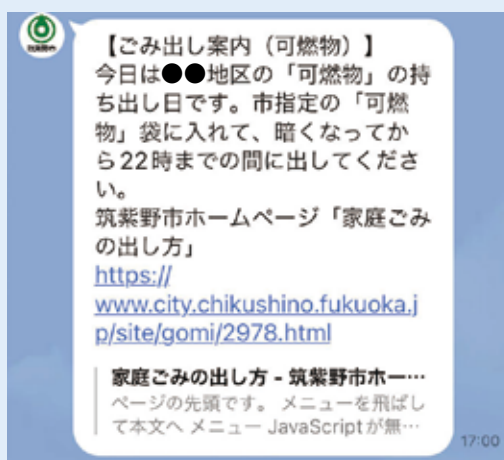 【ごみ出し案内（可燃物）】
今日は●●地区の「可燃物」の持
ち出し日です。市指定の「可燃
物」袋に入れて、暗くなってか
ら22時までの間に出してくださ
い。
筑紫野市ホームページ「家庭ごみ
の出し方」
https://
www.city.chikushino.fukuoka.j
p/site/gomi/2978.html
家庭ごみの出し方 - 筑紫野市ホー…
ページの先頭です。 メニューを飛ばし
て本文へ メニュー JavaScriptが無…
17:00